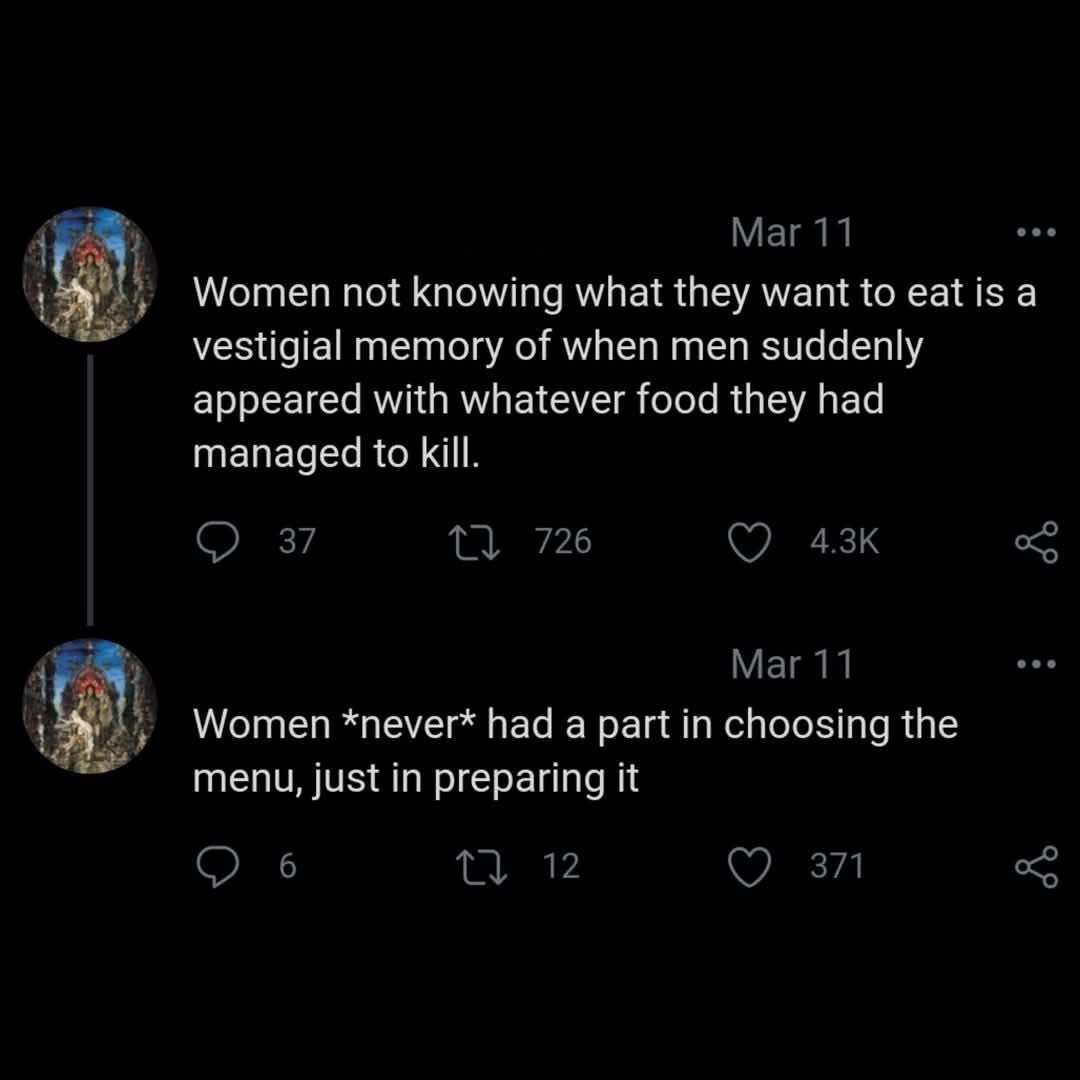 Mar 11
Women not knowing what they want to eat is a
vestigial memory of when men suddenly
appeared with whatever food they had
managed to kill.
37 726 4.3K
Mar 11
Women *never* had a part in choosing the
menu, just in preparing it
6 12 371